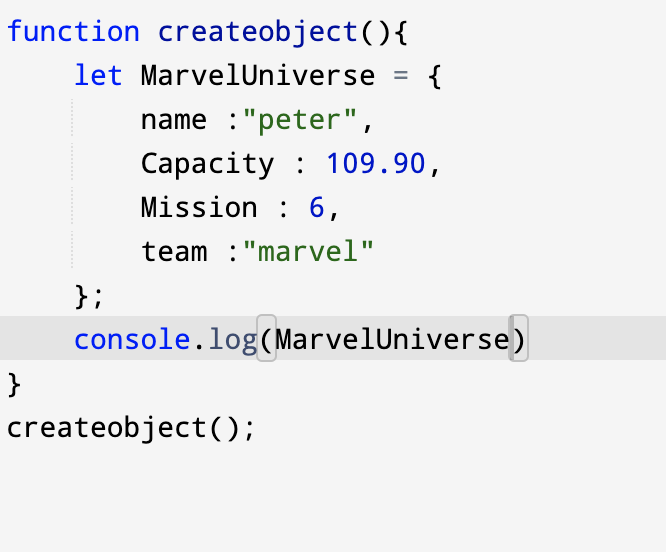 function createobject(){
    let MarvelUniverse = {
        name :"peter",
        Capacity : 109.90,
        Mission : 6,
        team :"marvel"
    };
    console.log(MarvelUniverse)
}
createobject();